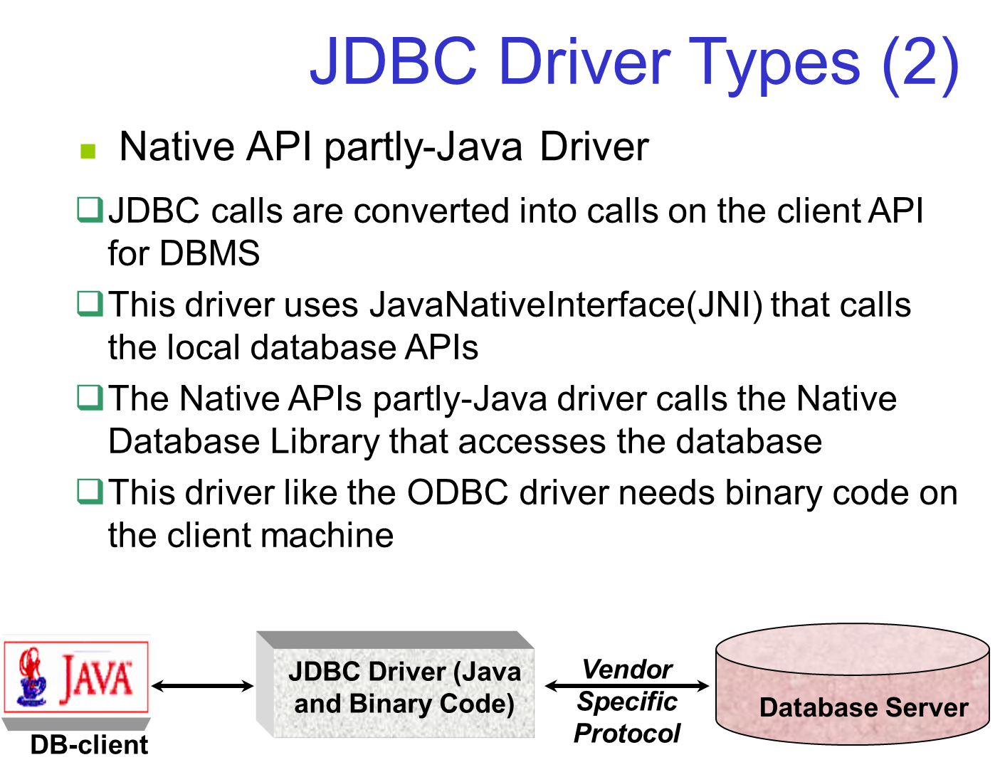 JDBC Driver Types (2)
Native API partly-Java Driver
JDBC calls are converted into calls on the client API
for DBMS
This driver uses JavaNativeInterface(JNI) that calls
the local database APIs
The Native APIs partly-Java driver calls the Native
Database Library that accesses the database
This driver like the ODBC driver needs binary code on
the client machine
JAVA™
DB-client
JDBC Driver (Java
and Binary Code)
Vendor
Specific
Protocol
Database Server